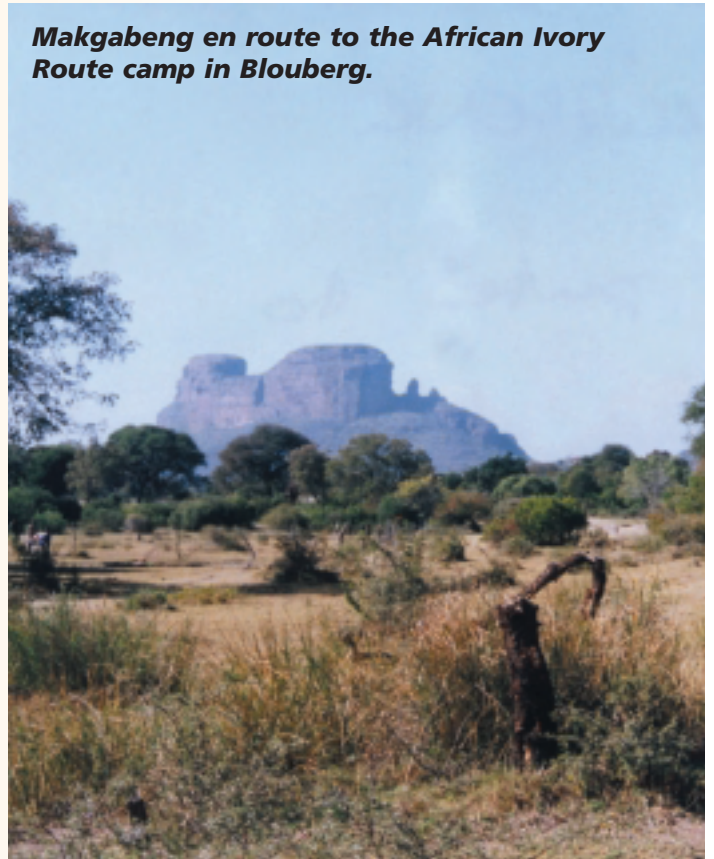 Makgabeng en route to the African Ivory
Route camp in Blouberg.